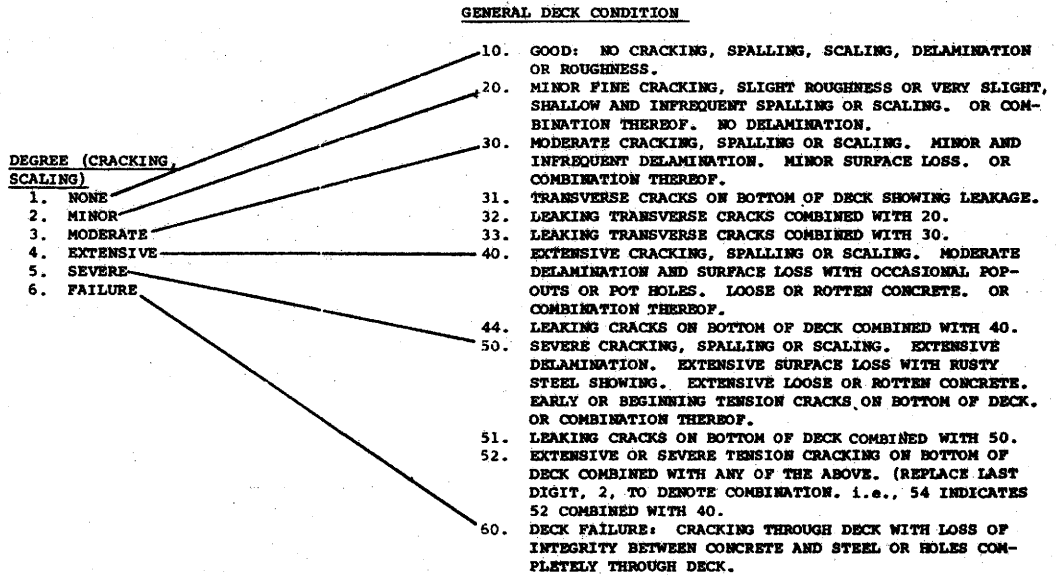 GENERAL DECK CONDITION
DEGREE (CRACKING,
SCALING)
1. NONE
2. MINOR
3. MODERATE
4. EXTENSIVE
5. SEVERE
6. FAILURE
10. GOOD: NO CRACKING, SPALLING, SCALING, DELAMINATION
OR ROUGHNESS.
20. MINOR FINE CRACKING, SLIGHT ROUGHNESS OR VERY SLIGHT,
SHALLOW AND INFREQUENT SPALLING OR SCALING. OR COM-
BINATION THEREOF. NO DELAMINATION.
30. MODERATE CRACKING, SPALLING OR SCALING. MINOR AND
INFREQUENT DELAMINATION. MINOR SURFACE LOSS. OR
COMBINATION THEREOF.
31. TRANSVERSE CRACKS ON BOTTOM OF DECK SHOWING LEAKAGE.
32. LEAKING TRANSVERSE CRACKS COMBINED WITH 20.
33. LEAKING TRANSVERSE CRACKS COMBINED WITH 30.
40. EXTENSIVE CRACKING, SPALLING OR SCALING. MODERATE
DELAMINATION AND SURFACE LOSS WITH OCCASIONAL POP-
OUTS OR POT HOLES. LOOSE OR ROTTEN CONCRETE. OR
COMBINATION THEREOF.
44. LEAKING CRACKS ON BOTTOM OF DECK COMBINED WITH 40.
50. SEVERE CRACKING, SPALLING OR SCALING. EXTENSIVE
DELAMINATION. EXTENSIVE SURFACE LOSS WITH RUSTY
STEEL SHOWING. EXTENSIVE LOOSE OR ROTTEN CONCRETE.
EARLY OR BEGINNING TENSION CRACKS ON BOTTOM OF DECK.
OR COMBINATION THEREOF.
51. LEAKING CRACKS ON BOTTOM OF DECK COMBINED WITH 50.
52. EXTENSIVE OR SEVERE TENSION CRACKING ON BOTTOM OF
DECK COMBINED WITH ANY OF THE ABOVE. (REPLACE LAST
DIGIT, 2, TO DENOTE COMBINATION. i.e., 54 INDICATES
52 COMBINED WITH 40.
60. DECK FAILURE: CRACKING THROUGH DECK WITH LOSS OF
INTEGRITY BETWEEN CONCRETE AND STEEL OR HOLES COM-
PLETELY THROUGH DECK.